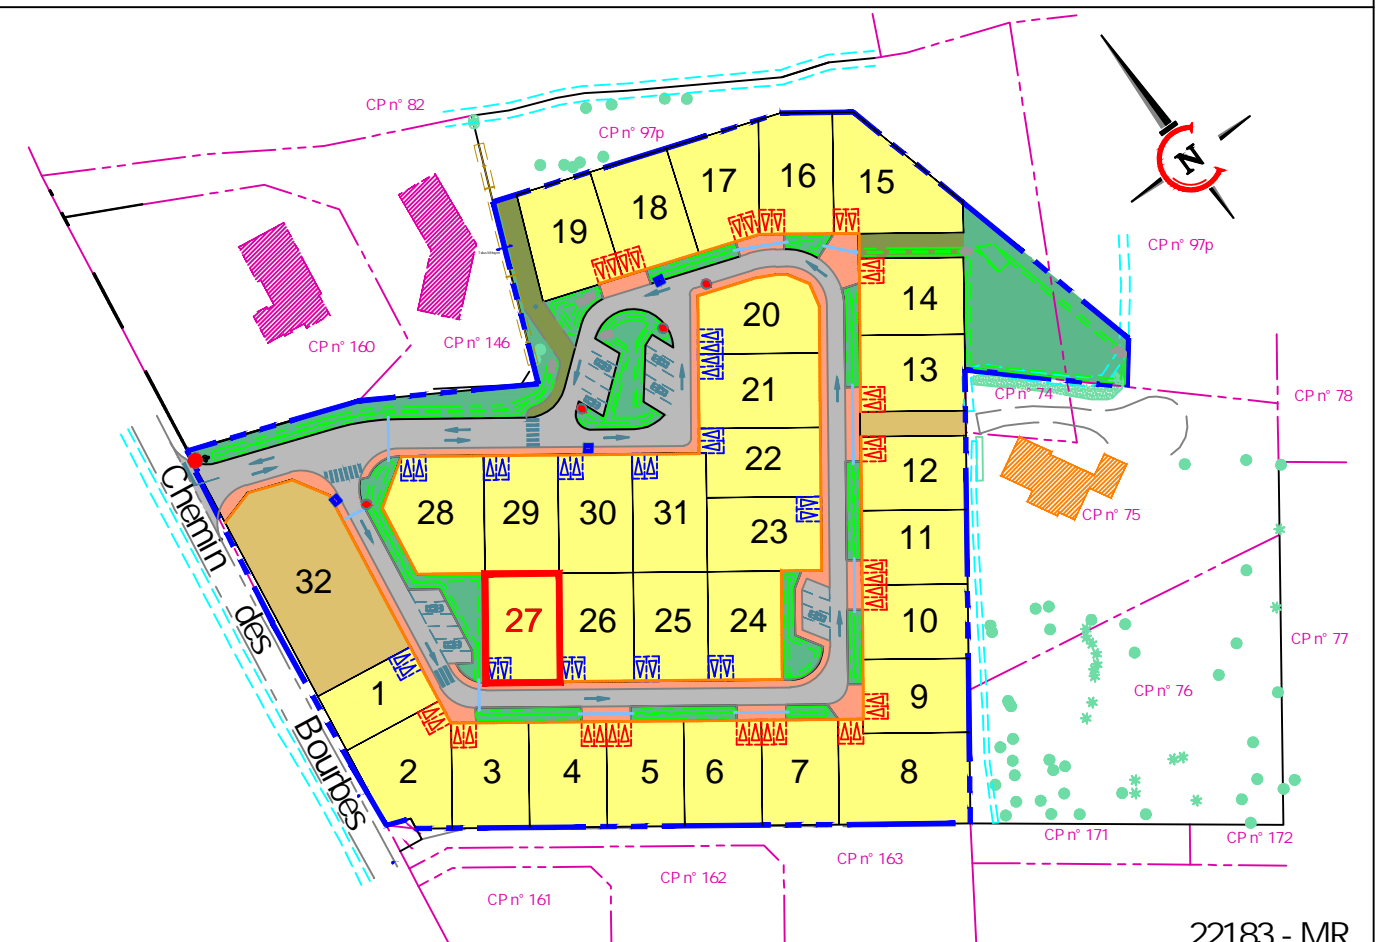 CP n° 82
CP n° 97p
N
17
16
15
18
19
CP n° 97p
14
20
CP n° 160
CP n° 146
13
21
CP n° 74
CP n° 78
22
12
Chemin des Bourbes
28
29
30
31
CP n° 75
23
11
32
27
26
25
24
10
CP n° 77
1
9
CP n° 76
2
3
4
5
6
7
8
CP n° 171
CP n° 172
CP n° 163
CP n° 162
CP n° 161
22183 - MR